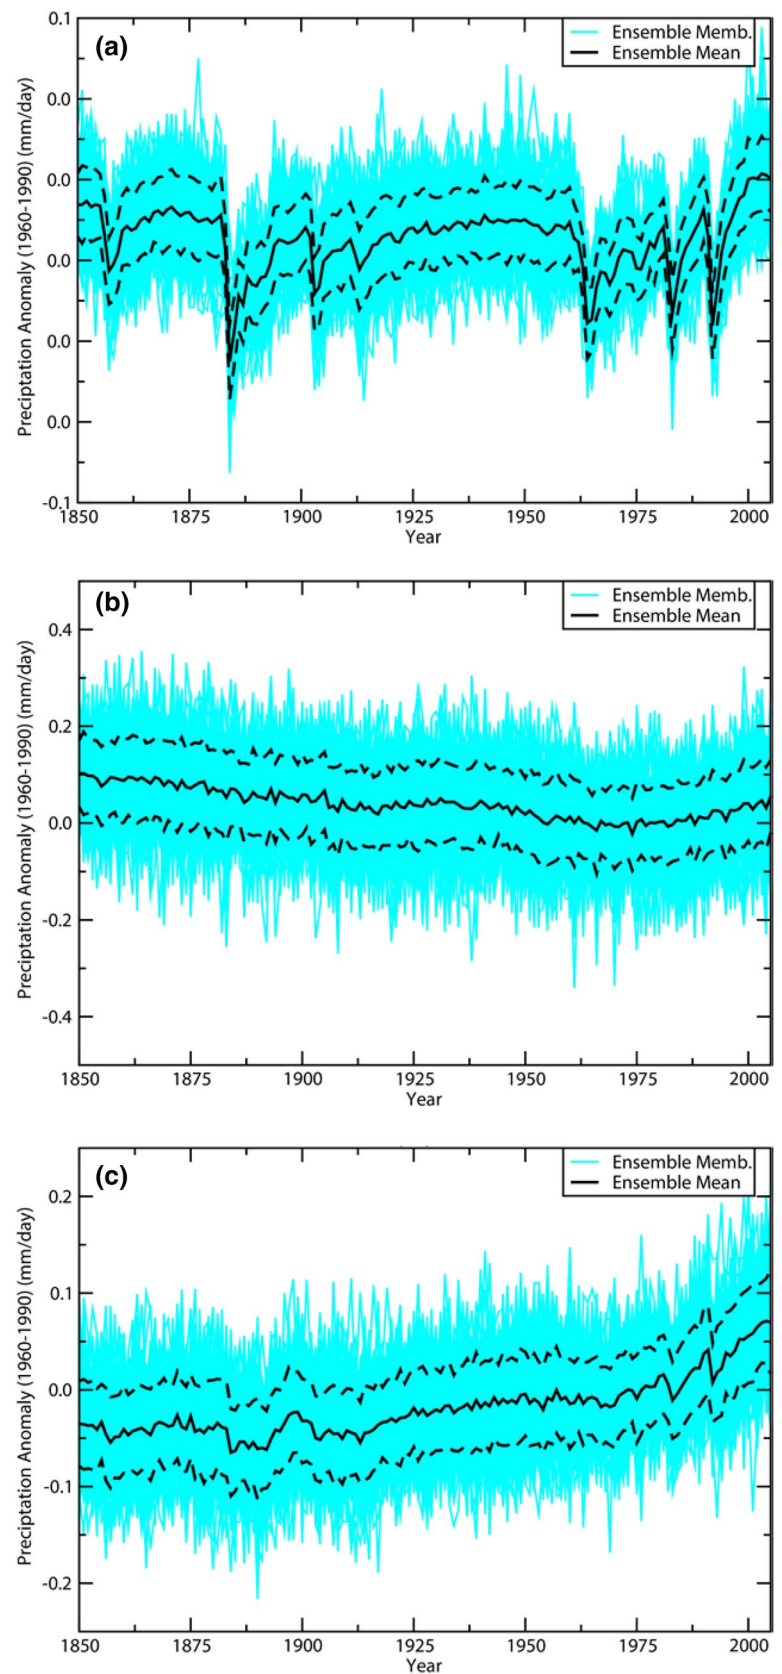 (a)
Ensemble Memb.
Ensemble Mean
Preciptation Anomaly (1960-1990) (mm/day)
0.1
0.0
0.0
0.0
0.0
0.0
-0.1
1850 1875 1900 1925 1950 1975 2000
Year
(b)
Ensemble Memb.
Ensemble Mean
Preciptation Anomaly (1960-1990) (mm/day)
0.4
0.2
0.0
-0.2
-0.4
1850 1875 1900 1925 1950 1975 2000
Year
(c)
Ensemble Memb.
Ensemble Mean
Preciptation Anomaly (1960-1990) (mm/day)
0.2
0.1
0.0
-0.1
-0.2
1850 1875 1900 1925 1950 1975 2000
Year